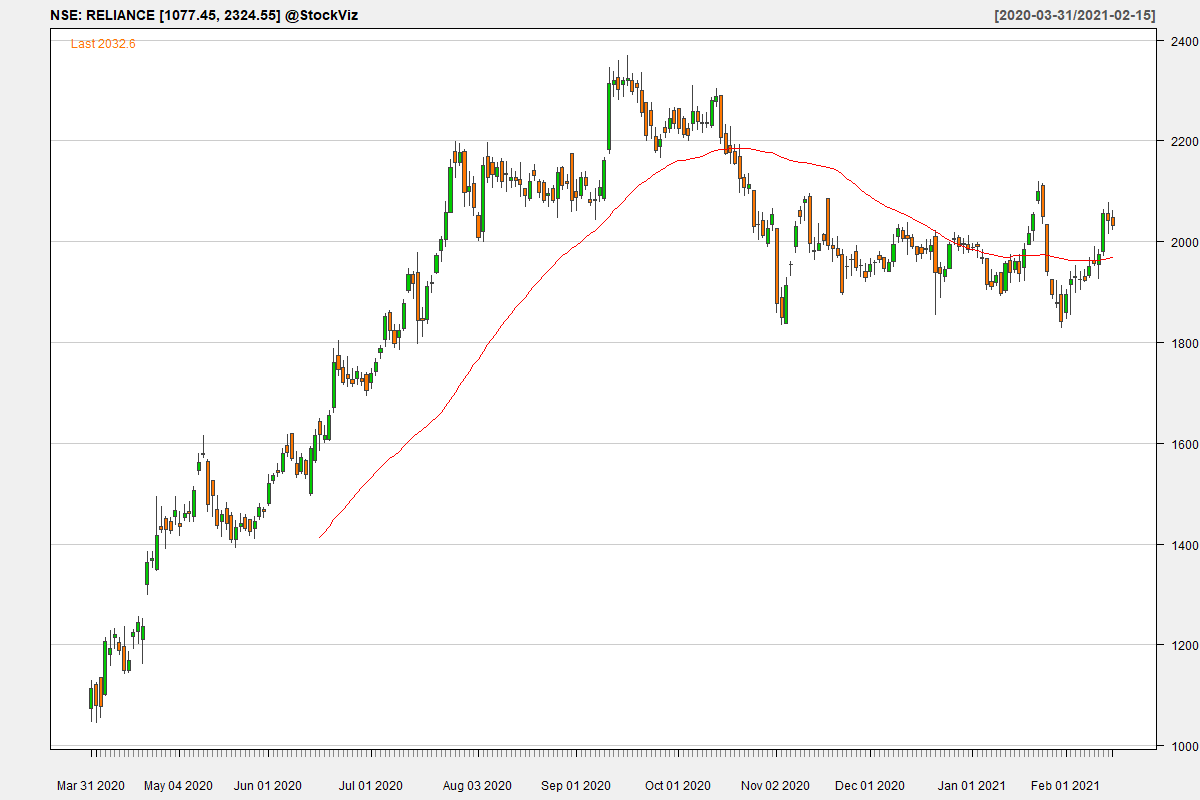 NSE: RELIANCE [1077.45, 2324.55] @StockViz [2020-03-31/2021-02-15]
Last 2032.6
2400
2200
2000
1800
1600
1400
1200
1000
Mar 31 2020 May 04 2020 Jun 01 2020 Jul 01 2020 Aug 03 2020 Sep 01 2020 Oct 01 2020 Nov 02 2020 Dec 01 2020 Jan 01 2021 Feb 01 2021